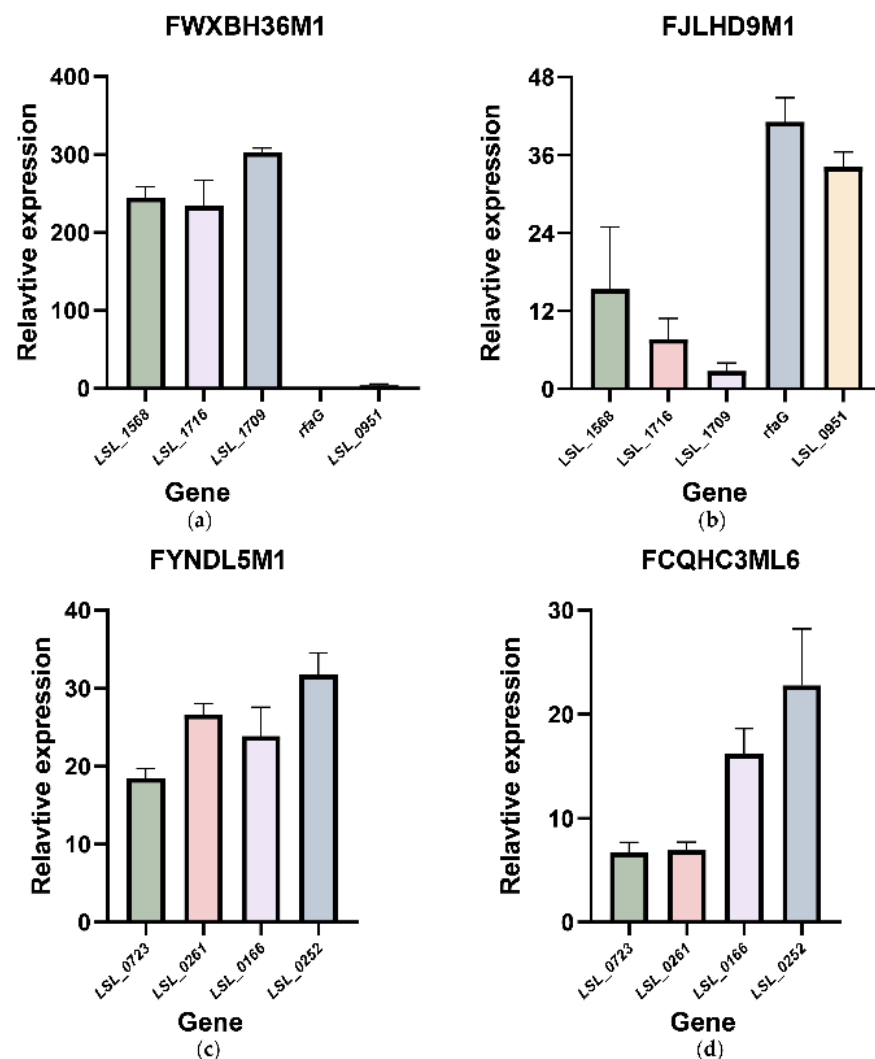 FWXBH36M1
Relavtive expression
400
300
200
100
0
LSL_1568
LSL_1716
LSL_1709
rfaG
LSL_0951
Gene
(a)
FJLHD9M1
Relavtive expression
48
36
24
12
0
LSL_1568
LSL_1716
LSL_1709
rfaG
LSL_0951
Gene
(b)
FYNDL5M1
Relavtive expression
40
30
20
10
0
LSL_0723
LSL_0261
LSL_0166
LSL_0252
Gene
(c)
FCQHC3ML6
Relavtive expression
30
20
10
0
LSL_0723
LSL_0261
LSL_0166
LSL_0252
Gene
(d)